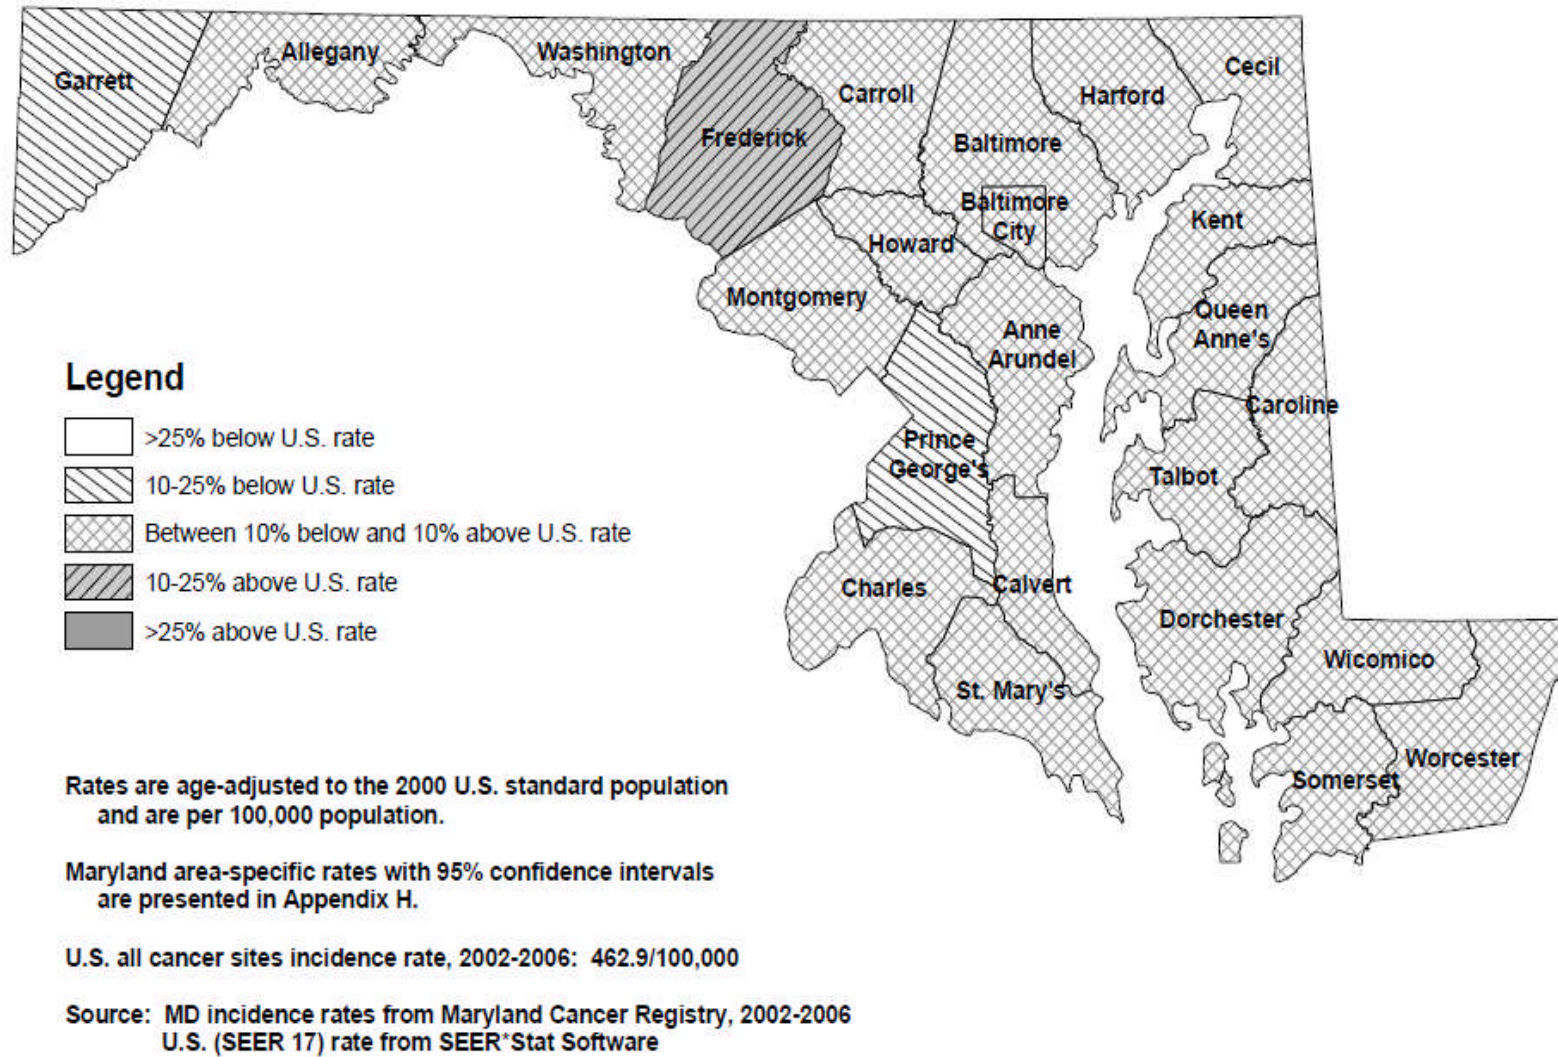 Garrett
Allegany
Washington
Frederick
Carroll
Baltimore
Harford
Cecil
Baltimore
City
Howard
Kent
Montgomery
Queen
Anne's
Anne
Arundel
Caroline
Prince
George's
Talbot
Charles
Calvert
Dorchester
St. Mary's
Wicomico
Somerset
Worcester
Legend
>25% below U.S. rate
10-25% below U.S. rate
Between 10% below and 10% above U.S. rate
10-25% above U.S. rate
>25% above U.S. rate
Rates are age-adjusted to the 2000 U.S. standard population
and are per 100,000 population.
Maryland area-specific rates with 95% confidence intervals
are presented in Appendix H.
U.S. all cancer sites incidence rate, 2002-2006: 462.9/100,000
Source: MD incidence rates from Maryland Cancer Registry, 2002-2006
U.S. (SEER 17) rate from SEER*Stat Software